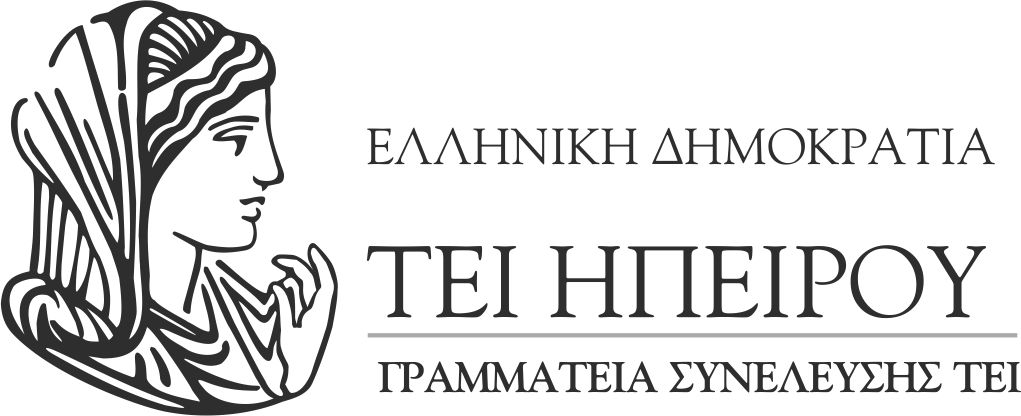 ΕΛΛΗΝΙΚΗ ΔΗΜΟΚΡΑΤΙΑ
ΤΕΙ ΗΠΕΙΡΟΥ
ΓΡΑΜΜΑΤΕΙΑ ΣΥΝΕΛΕΥΣΗΣ ΤΕΙ